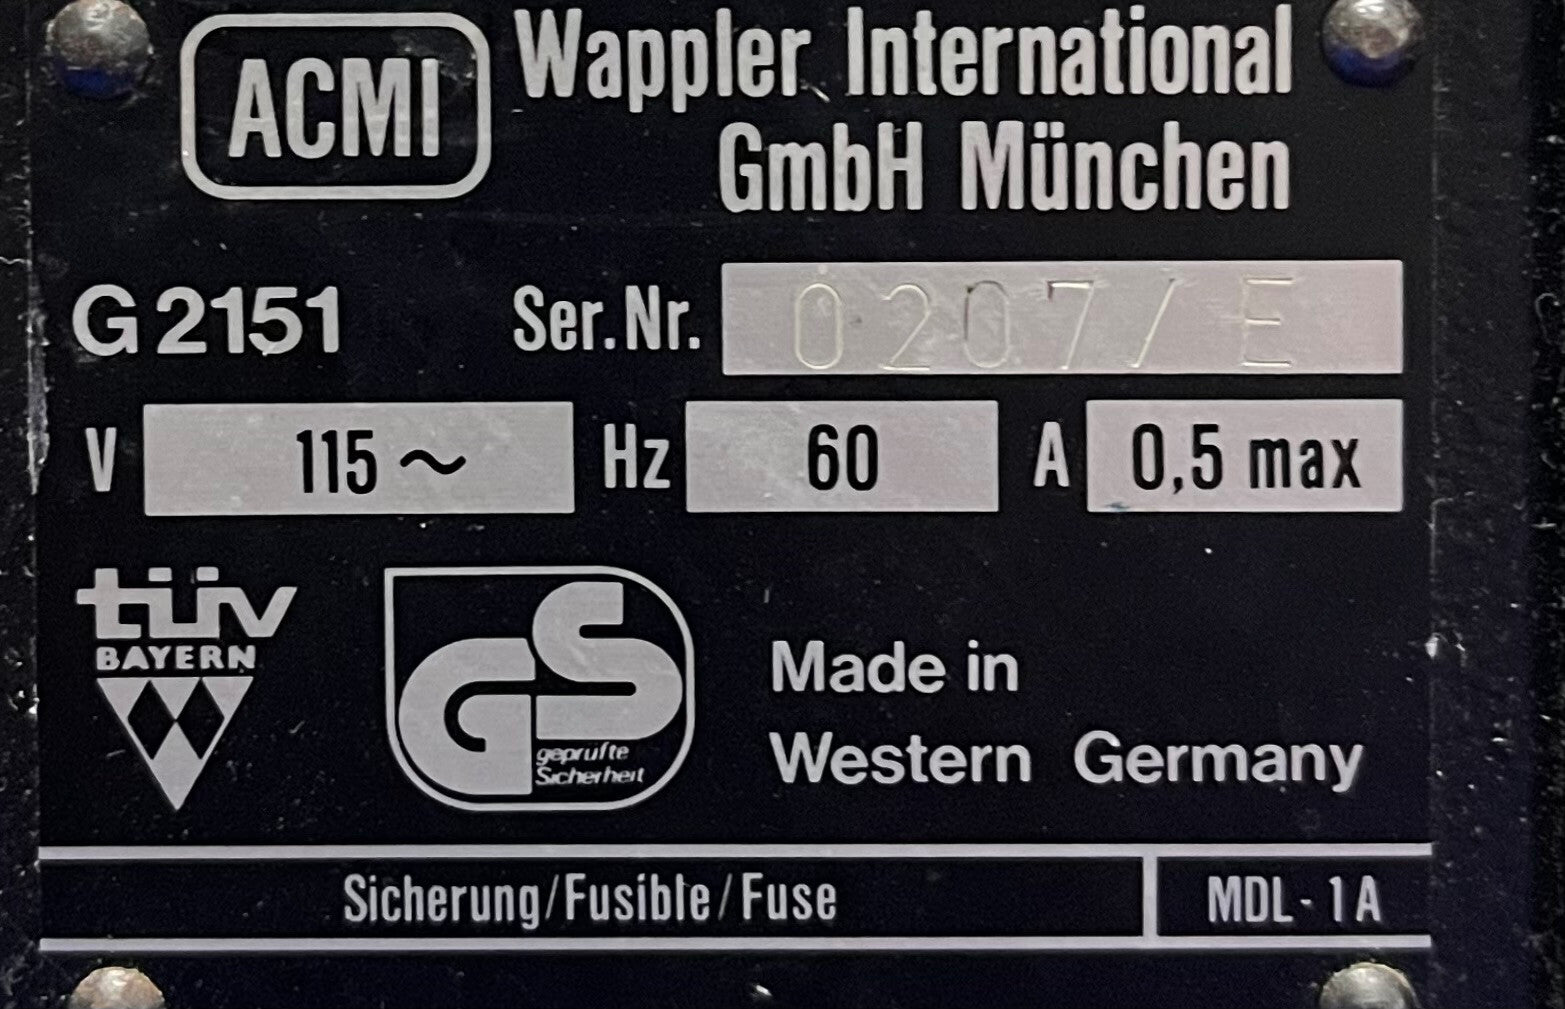 ACMI Wappler International
GmbH München
G 2151 Ser.Nr. 0207/E
V 115~ Hz 60 A 0,5 max
tüv
BAYERN
GS
geprüfte
Sicherheit
Made in
Western Germany
Sicherung/Fusible/Fuse MDL-1A